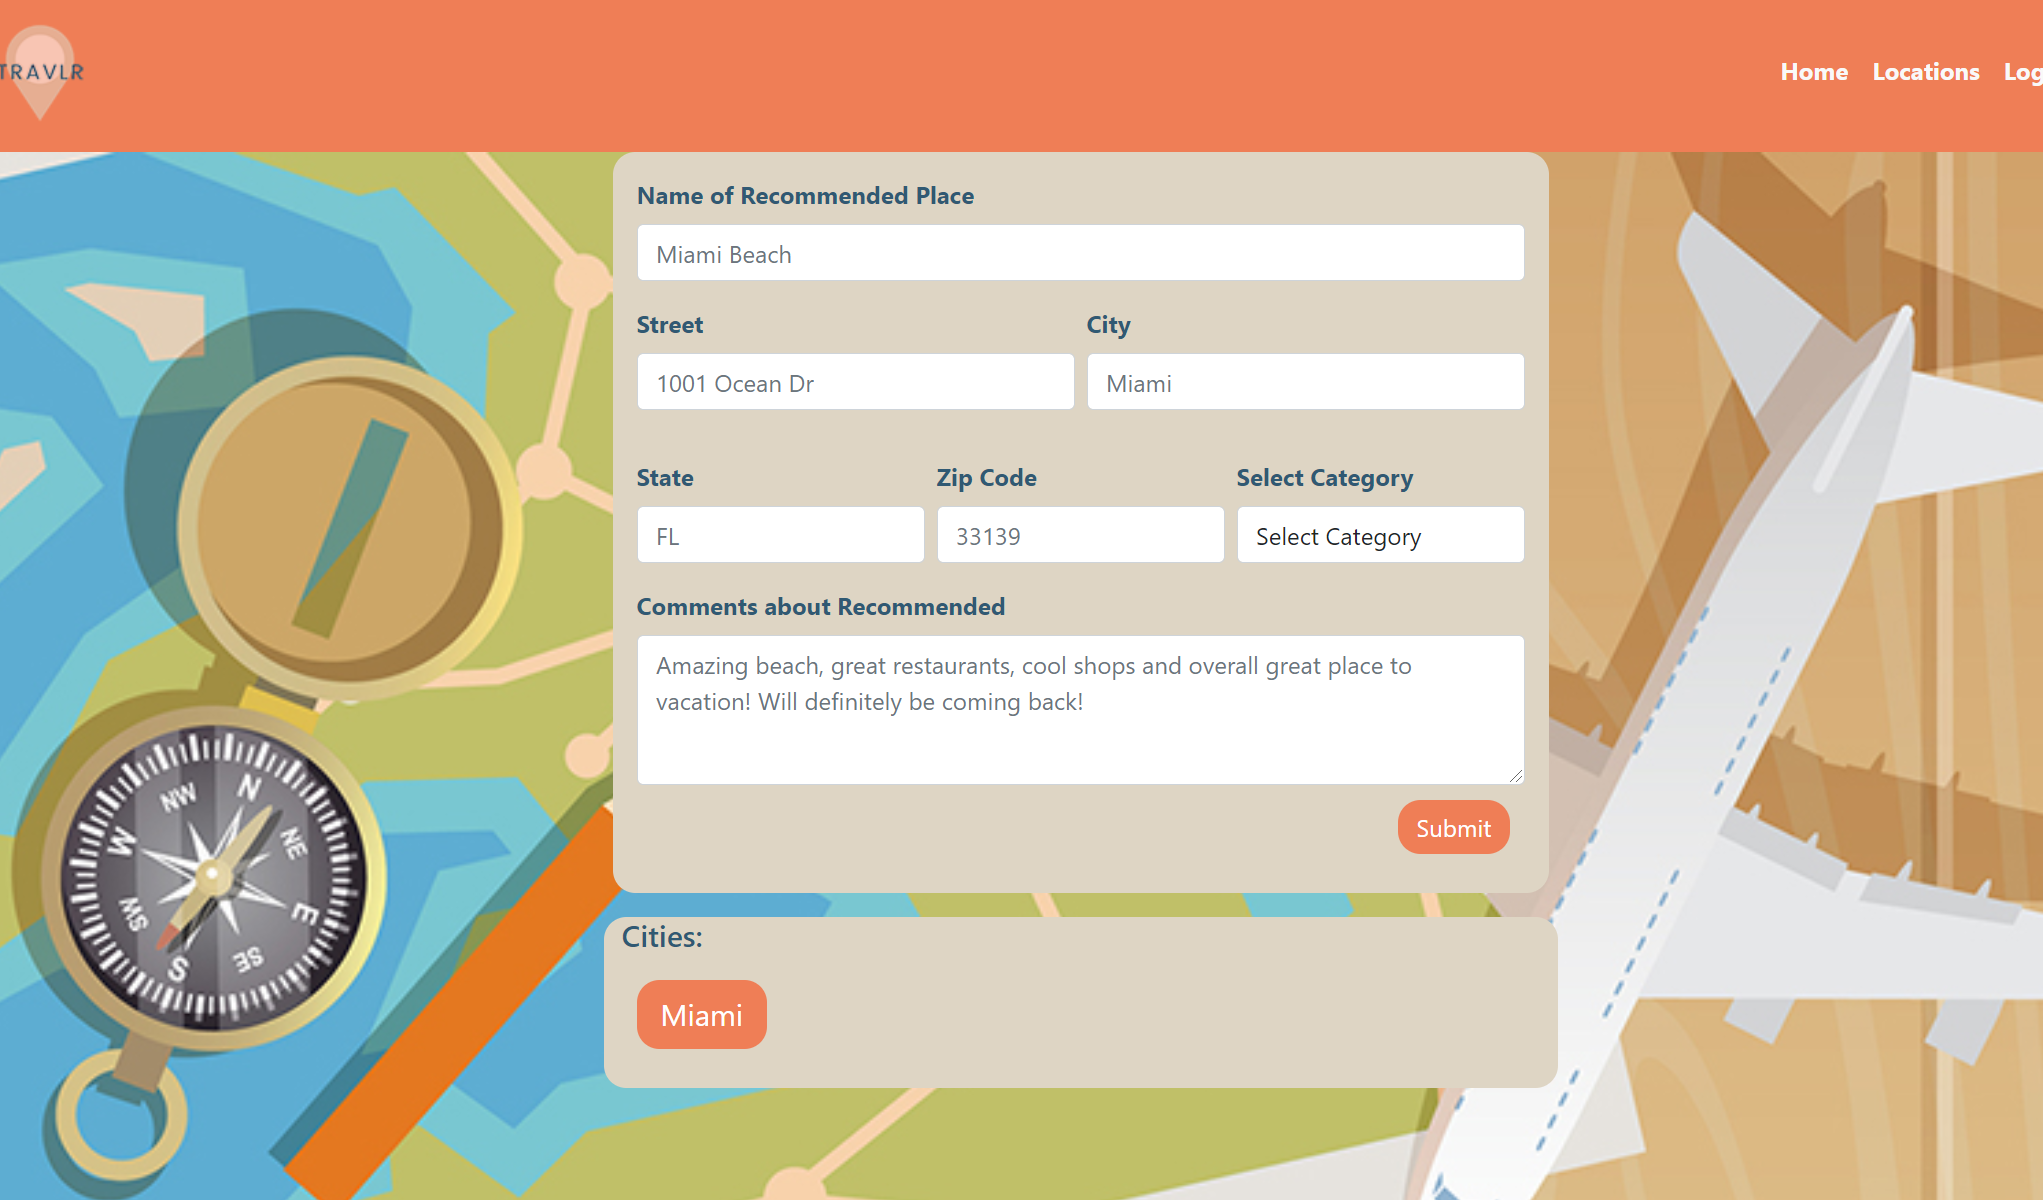 TRAVLR
Home Locations Log
Name of Recommended Place
Miami Beach
Street City
1001 Ocean Dr Miami
State Zip Code Select Category
FL 33139 Select Category
Comments about Recommended
Amazing beach, great restaurants, cool shops and overall great place to
vacation! Will definitely be coming back!
Submit
Cities:
Miami
NW N NE
W E
SW S SE